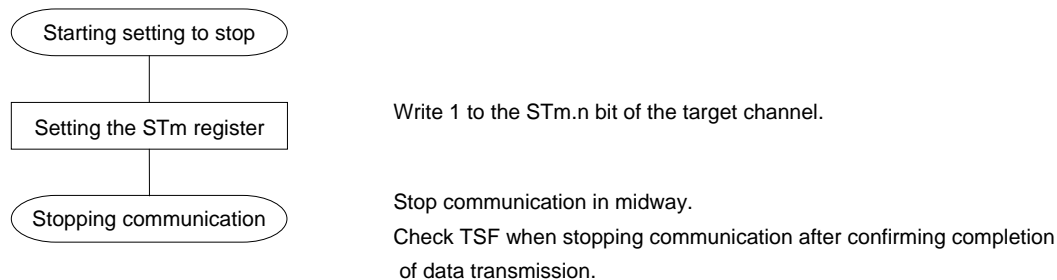 Starting setting to stop
Setting the STm register
Write 1 to the STm.n bit of the target channel.
Stopping communication
Stop communication in midway.
Check TSF when stopping communication after confirming completion
of data transmission.